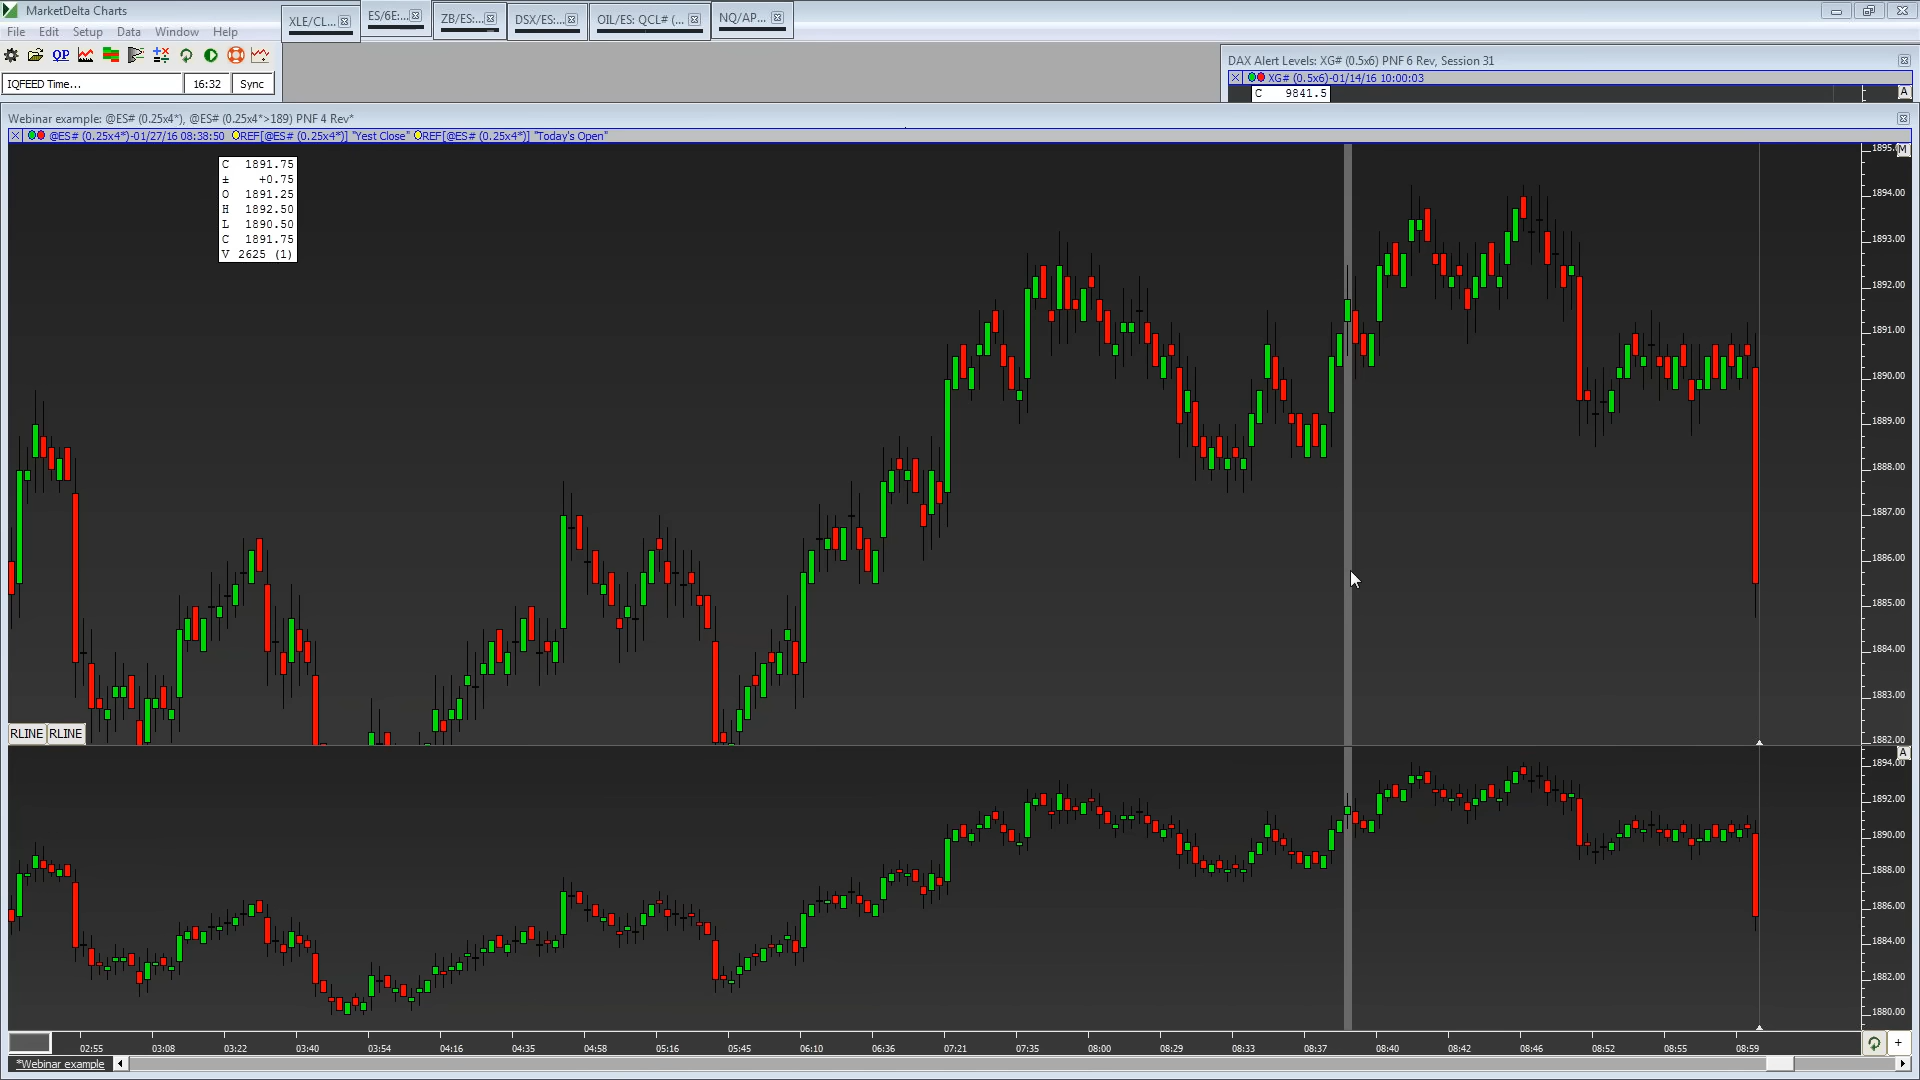 MarketDelta Charts
File Edit Setup Data Window Help
QP
IQFEED Time... 16:32 Sync
XLE/CL... ES/6E:... ZB/ES:... DSX/ES:... OIL/ES: QCL# (... NQ/AP...
DAX Alert Levels: XG# (0.5x6) PNF 6 Rev, Session 31
XG# (0.5x6)-01/14/16 10:00:03
C 9841.5
A
Webinar example: @ES# (0.25x4*), @ES# (0.25x4*>189) PNF 4 Rev*
@ES# (0.25x4*)-01/27/16 08:38:50 REF[@ES# (0.25x4*)] "Yest Close" REF[@ES# (0.25x4*)] "Today's Open"
C 1891.75
± +0.75
O 1891.25
H 1892.50
L 1890.50
C 1891.75
V 2625 (1)
M
1894.00
1893.00
1892.00
1891.00
1890.00
1889.00
1888.00
1887.00
1886.00
1885.00
1884.00
1883.00
1882.00
RLINE RLINE
A
1894.00
1892.00
1890.00
1888.00
1886.00
1884.00
1882.00
1880.00
02:55 03:08 03:22 03:40 03:54 04:16 04:35 04:58 05:16 05:45 06:10 06:36 07:21 07:35 08:00 08:29 08:33 08:37 08:40 08:42 08:46 08:52 08:55 08:59
*Webinar example